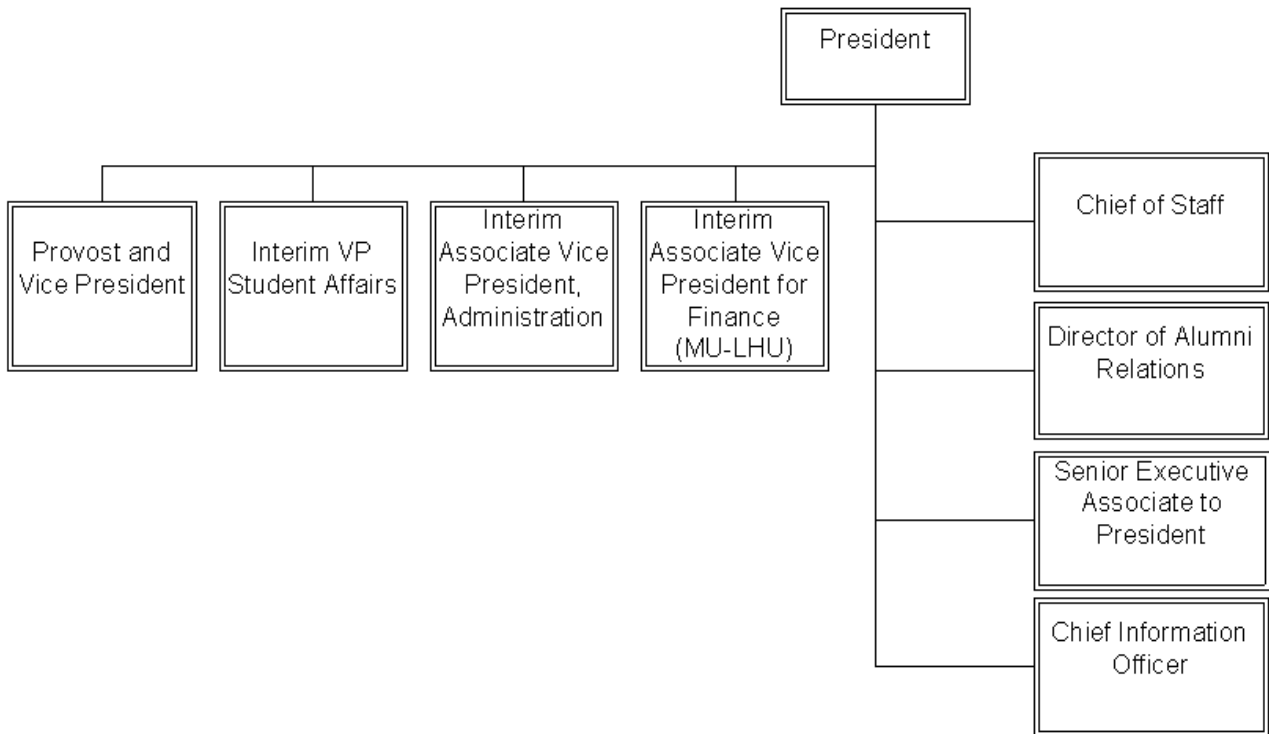 President
Chief of Staff
Provost and
Vice President
Interim VP
Student Affairs
Interim
Associate Vice
President,
Administration
Interim
Associate Vice
President for
Finance
(MU-LHU)
Director of Alumni
Relations
Senior Executive
Associate to
President
Chief Information
Officer